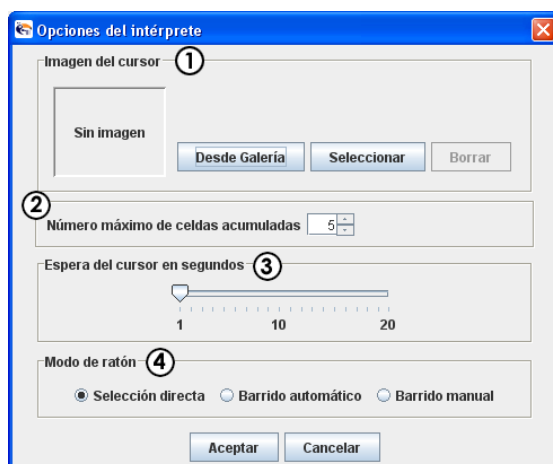 Opciones del intérprete
Imagen del cursor 1
Sin imagen
Desde Galería Seleccionar Borrar
2
Número máximo de celdas acumuladas 5
Espera del cursor en segundos 3
1 10 20
Modo de ratón 4
Selección directa Barrido automático Barrido manual
Aceptar Cancelar